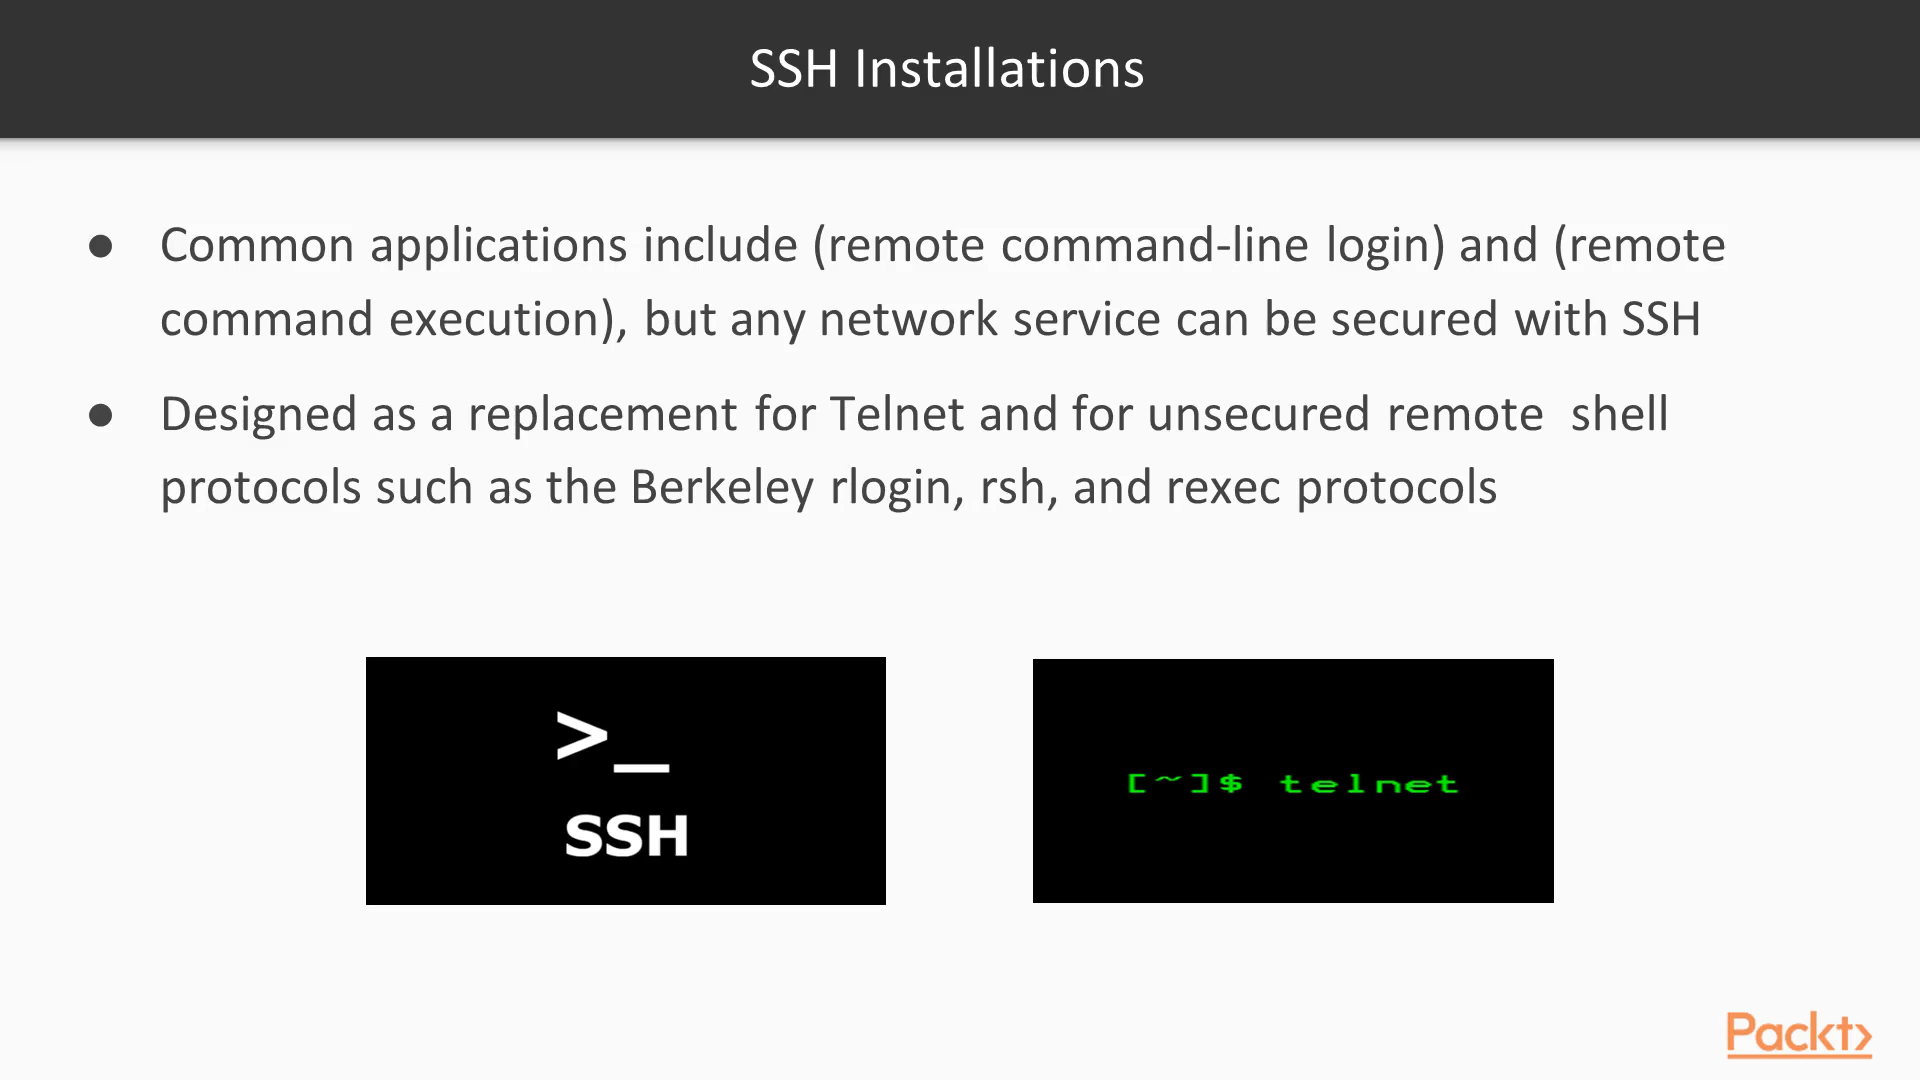 SSH Installations
● Common applications include (remote command-line login) and (remote
command execution), but any network service can be secured with SSH
● Designed as a replacement for Telnet and for unsecured remote  shell
protocols such as the Berkeley rlogin, rsh, and rexec protocols
>_
SSH
[~]$ telnet
Packt>